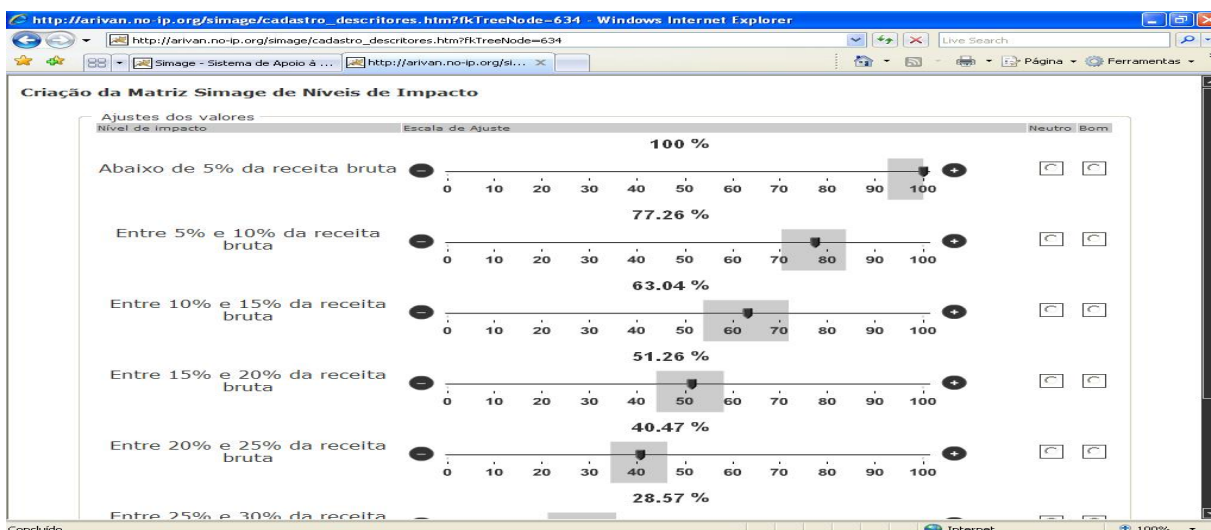 http://arivan.no-ip.org/simage/cadastro_descritores.htm?fkTreeNode=634 - Windows Internet Explorer
http://arivan.no-ip.org/simage/cadastro_descritores.htm?fkTreeNode=634
Live Search
Simage - Sistema de Apoio à ...
http://arivan.no-ip.org/si...
Página
Ferramentas
Criação da Matriz Simage de Níveis de Impacto
Ajustes dos valores
Nível de impacto Escala de Ajuste Neutro Bom
100 %
Abaixo de 5% da receita bruta
0 10 20 30 40 50 60 70 80 90 100
77.26 %
Entre 5% e 10% da receita
bruta
0 10 20 30 40 50 60 70 80 90 100
63.04 %
Entre 10% e 15% da receita
bruta
0 10 20 30 40 50 60 70 80 90 100
51.26 %
Entre 15% e 20% da receita
bruta
0 10 20 30 40 50 60 70 80 90 100
40.47 %
Entre 20% e 25% da receita
bruta
0 10 20 30 40 50 60 70 80 90 100
28.57 %
Entre 25% e 30% da receita
Concluído Internet 100%